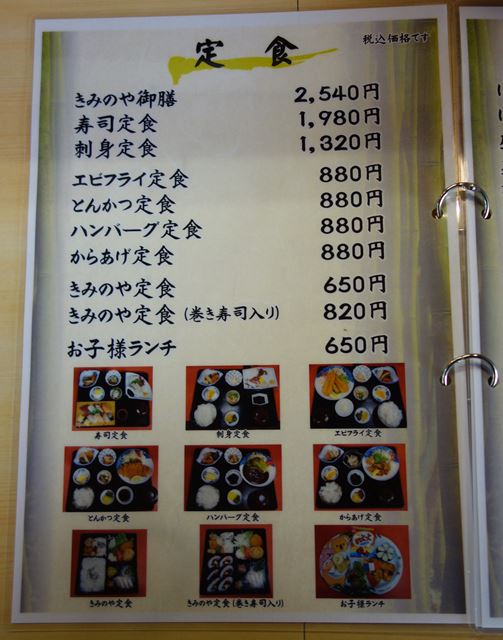 定 食
税込価格です
きみのや御膳 2,540円
寿司定食 1,980円
刺身定食 1,320円
エビフライ定食 880円
とんかつ定食 880円
ハンバーグ定食 880円
からあげ定食 880円
きみのや定食 650円
きみのや定食 (巻き寿司入り) 820円
お子様ランチ 650円
寿司定食 刺身定食 エビフライ定食
とんかつ定食 ハンバーグ定食 からあげ定食
きみのや定食 きみのや定食(巻き寿司入り) お子様ランチ